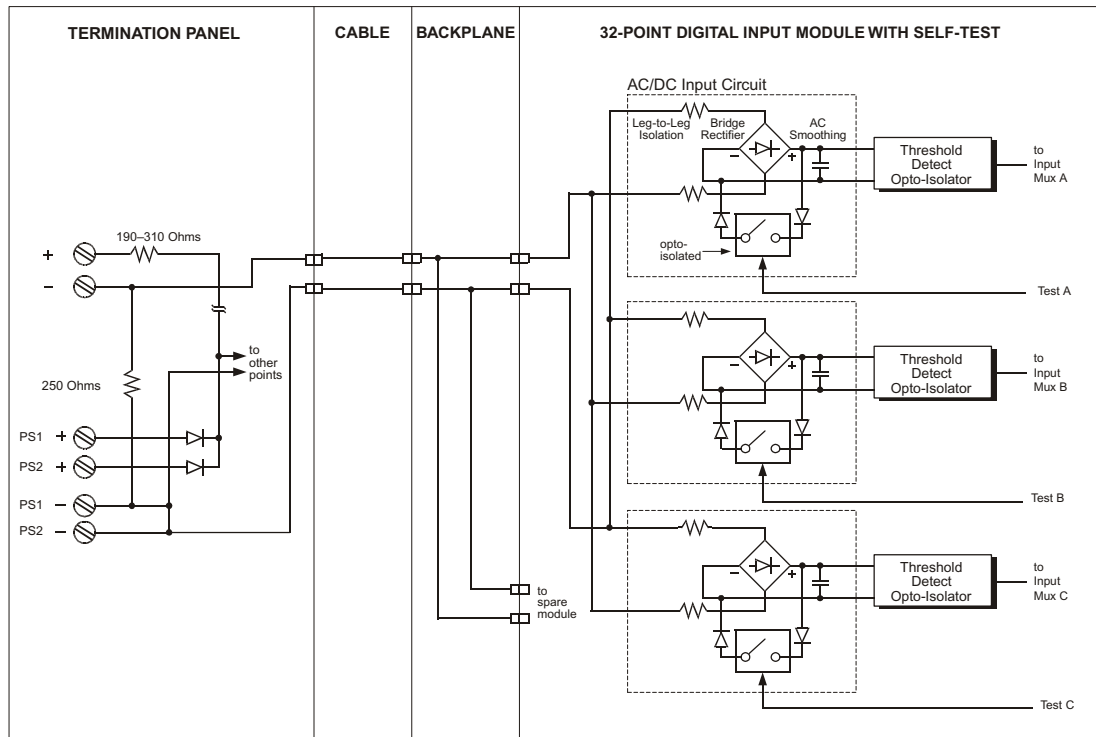 TERMINATION PANEL
CABLE
BACKPLANE
32-POINT DIGITAL INPUT MODULE WITH SELF-TEST
AC/DC Input Circuit
Leg-to-Leg
Isolation
Bridge
Rectifier
AC
Smoothing
– +
Threshold
Detect
Opto-Isolator
to
Input
Mux A
opto-
isolated
Test A
190–310 Ohms
+
–
to
other
points
250 Ohms
PS1 +
PS2 +
PS1 –
PS2 –
– +
Threshold
Detect
Opto-Isolator
to
Input
Mux B
Test B
to
spare
module
– +
Threshold
Detect
Opto-Isolator
to
Input
Mux C
Test C